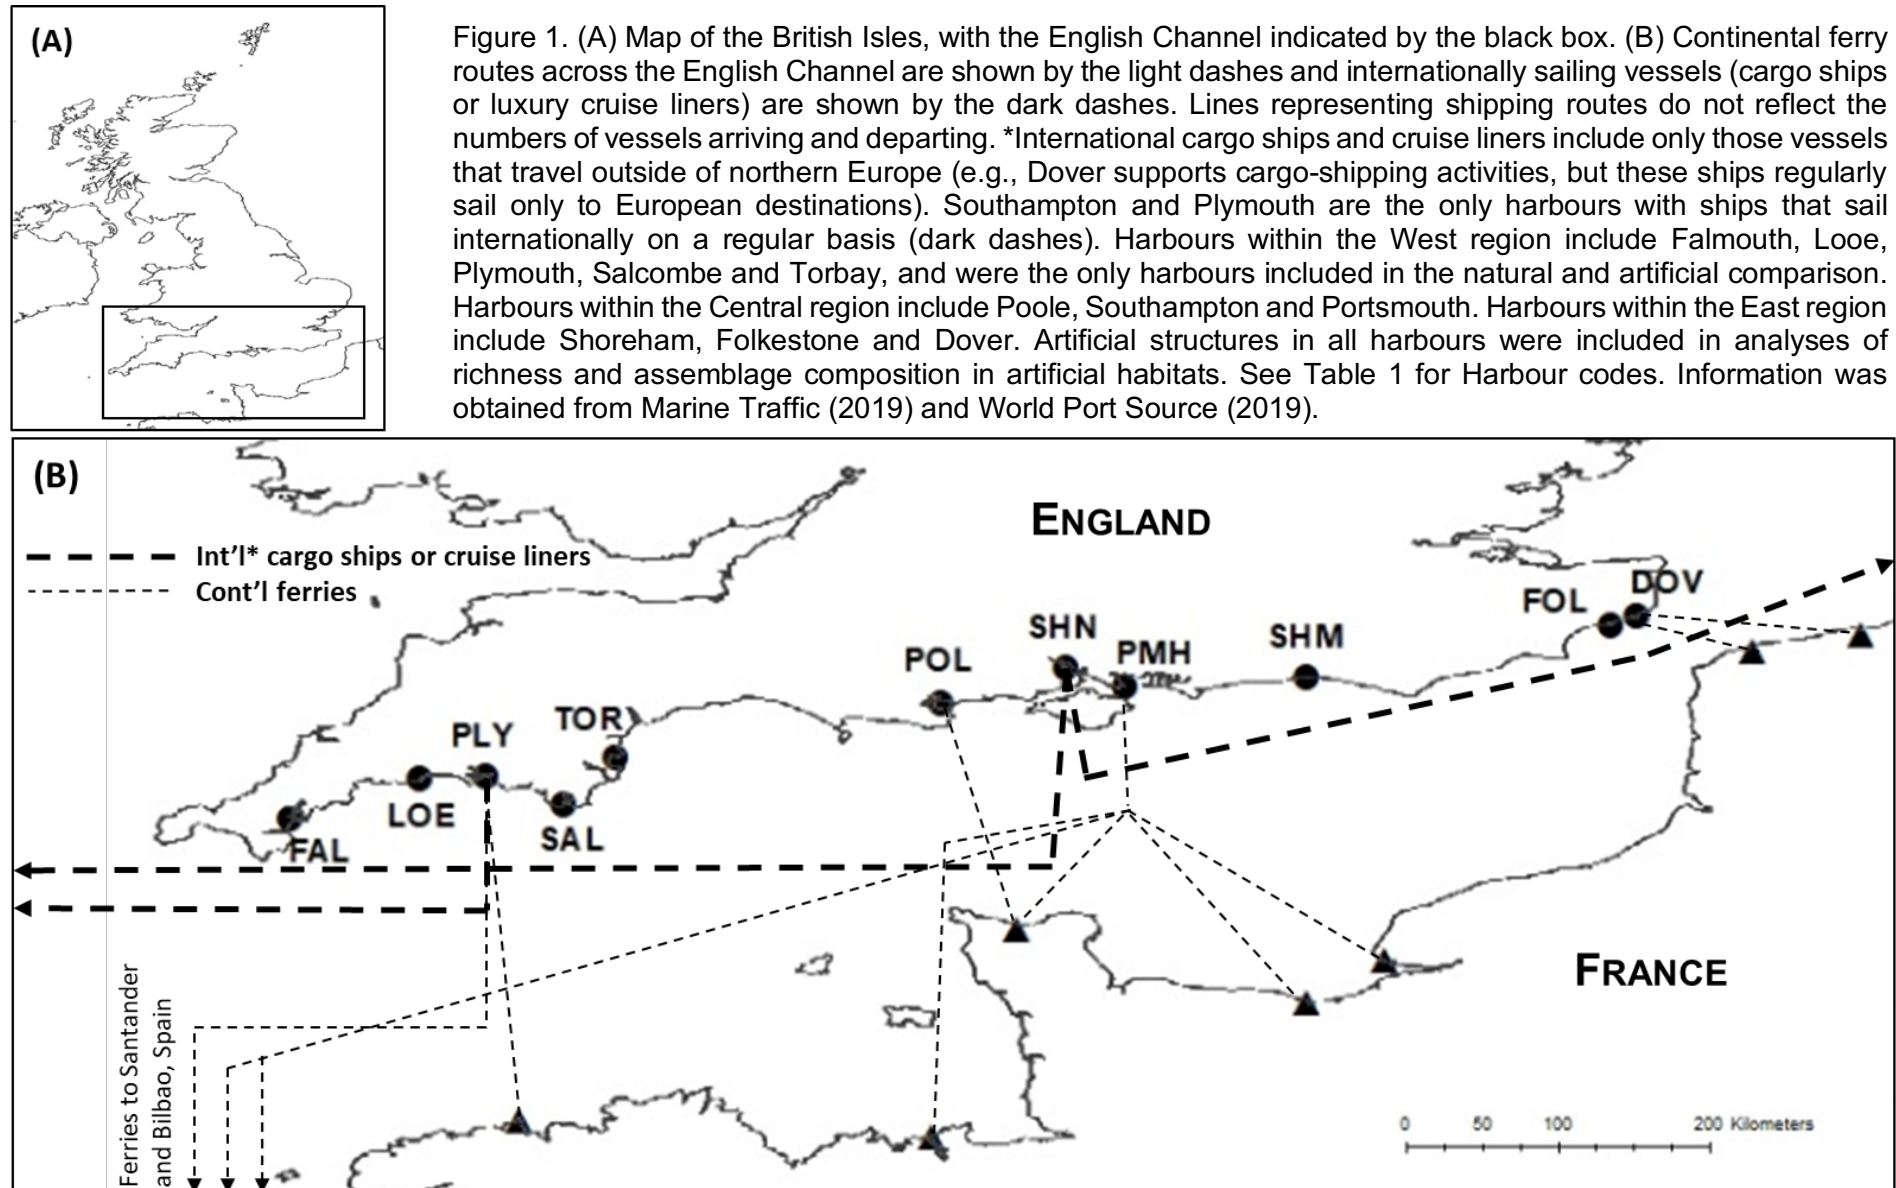 (A)
Figure 1. (A) Map of the British Isles, with the English Channel indicated by the black box. (B) Continental ferry
routes across the English Channel are shown by the light dashes and internationally sailing vessels (cargo ships
or luxury cruise liners) are shown by the dark dashes. Lines representing shipping routes do not reflect the
numbers of vessels arriving and departing. *International cargo ships and cruise liners include only those vessels
that travel outside of northern Europe (e.g., Dover supports cargo-shipping activities, but these ships regularly
sail only to European destinations). Southampton and Plymouth are the only harbours with ships that sail
internationally on a regular basis (dark dashes). Harbours within the West region include Falmouth, Looe,
Plymouth, Salcombe and Torbay, and were the only harbours included in the natural and artificial comparison.
Harbours within the Central region include Poole, Southampton and Portsmouth. Harbours within the East region
include Shoreham, Folkestone and Dover. Artificial structures in all harbours were included in analyses of
richness and assemblage composition in artificial habitats. See Table 1 for Harbour codes. Information was
obtained from Marine Traffic (2019) and World Port Source (2019).
(B)
ENGLAND
Int'l* cargo ships or cruise liners
Cont'l ferries
DOV
FOL
SHN
SHM
PMH
POL
TOR
PLY
LOE
SAL
FAL
FRANCE
Ferries to Santander
and Bilbao, Spain
0 50 100 200 Kilometers